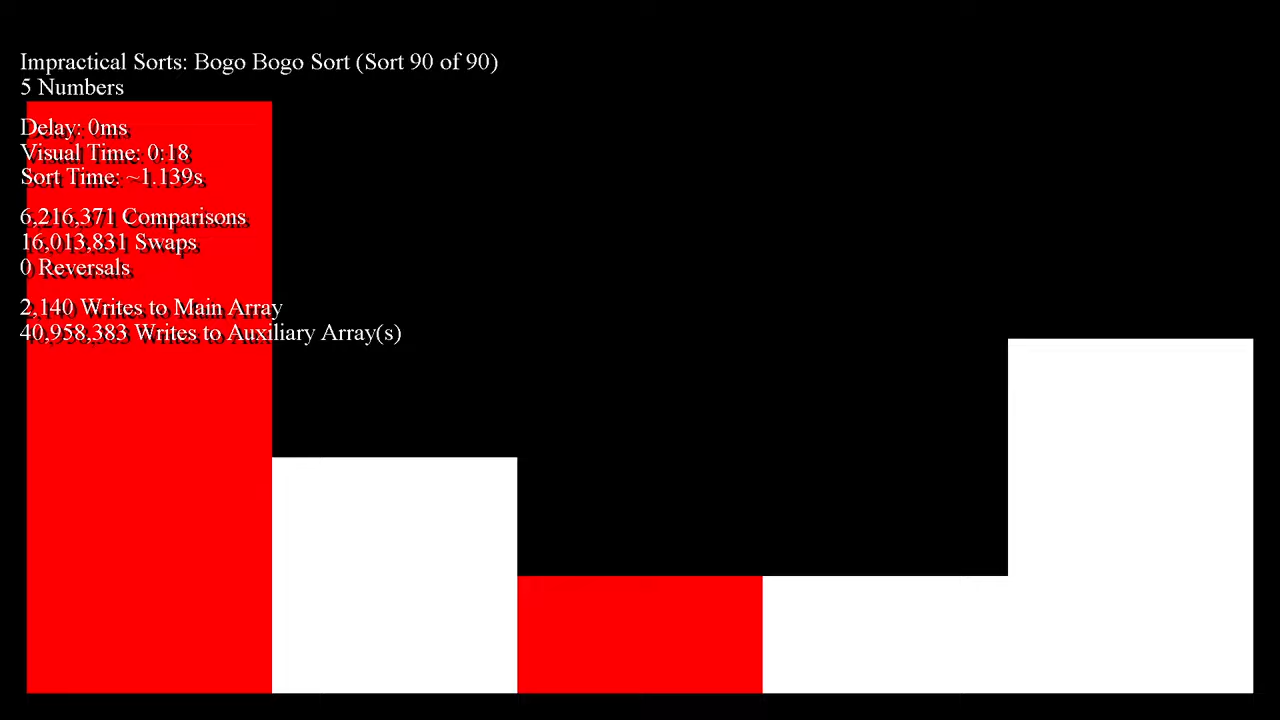 Impractical Sorts: Bogo Bogo Sort (Sort 90 of 90)
5 Numbers
Delay: 0ms
Visual Time: 0:18
Sort Time: ~1.139s
6,216,371 Comparisons
16,013,831 Swaps
0 Reversals
2,140 Writes to Main Array
40,958,383 Writes to Auxiliary Array(s)